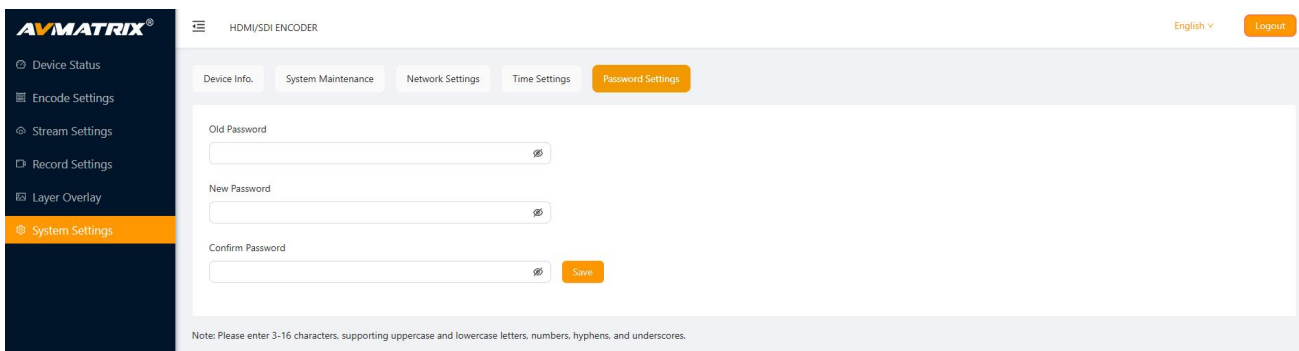 AVMATRIX®
HDMI/SDI ENCODER
English
Logout
Device Status
Encode Settings
Stream Settings
Record Settings
Layer Overlay
System Settings
Device Info. System Maintenance Network Settings Time Settings Password Settings
Old Password
New Password
Confirm Password
Save
Note: Please enter 3-16 characters, supporting uppercase and lowercase letters, numbers, hyphens, and underscores.